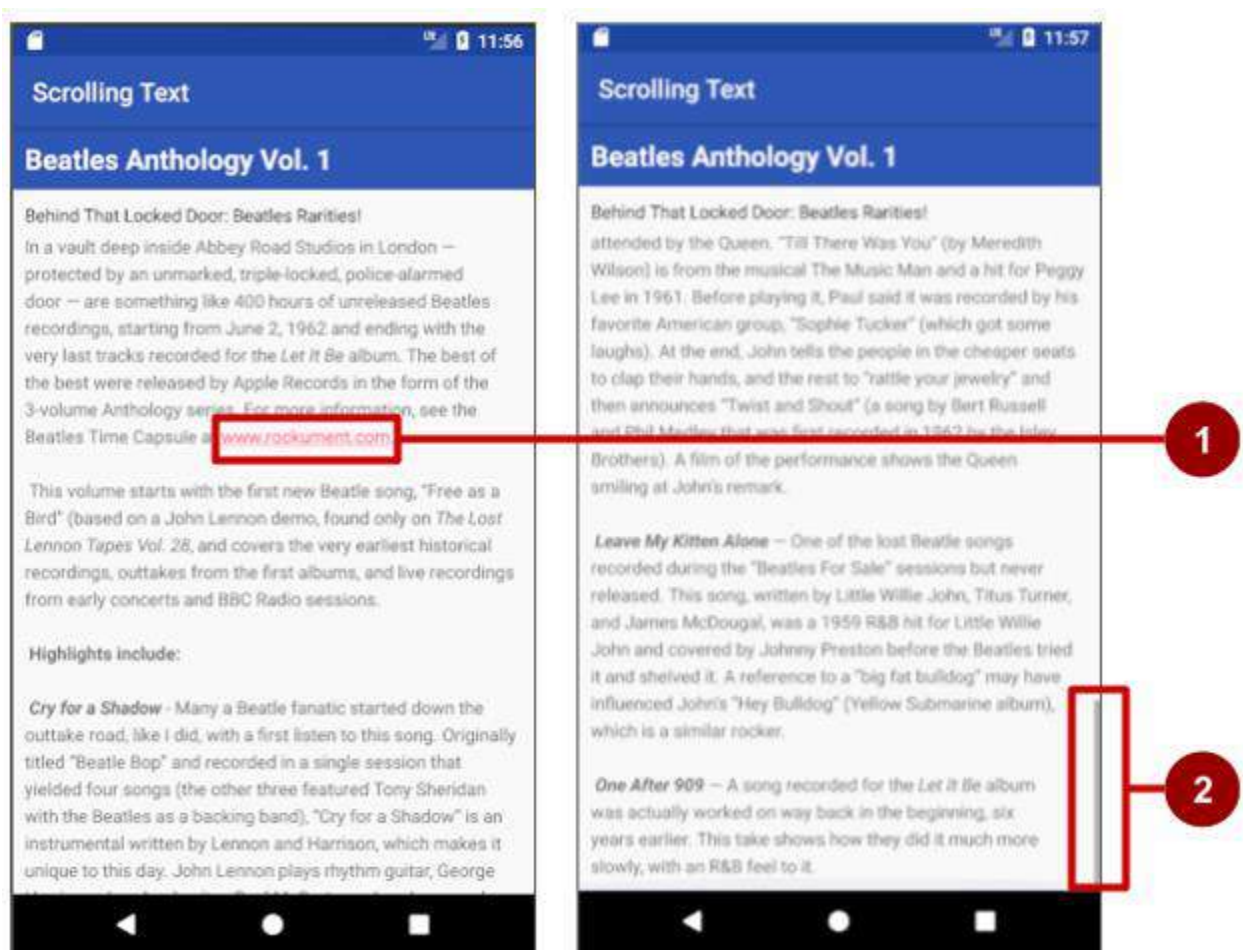 11:56
Scrolling Text
Beatles Anthology Vol. 1
Behind That Locked Door: Beatles Rarities!
In a vault deep inside Abbey Road Studios in London —
protected by an unmarked, triple-locked, police-alarmed
door — are something like 400 hours of unreleased Beatles
recordings, starting from June 2, 1962 and ending with the
very last tracks recorded for the Let It Be album. The best of
the best were released by Apple Records in the form of the
3-volume Anthology series. For more information, see the
Beatles Time Capsule at www.rockument.com.
This volume starts with the first new Beatle song, "Free as a
Bird" (based on a John Lennon demo, found only on The Lost
Lennon Tapes Vol. 28, and covers the very earliest historical
recordings, outtakes from the first albums, and live recordings
from early concerts and BBC Radio sessions.
Highlights include:
Cry for a Shadow - Many a Beatle fanatic started down the
outtake road, like I did, with a first listen to this song. Originally
titled "Beatle Bop" and recorded in a single session that
yielded four songs (the other three featured Tony Sheridan
with the Beatles as a backing band), "Cry for a Shadow" is an
instrumental written by Lennon and Harrison, which makes it
unique to this day. John Lennon plays rhythm guitar, George
11:57
Scrolling Text
Beatles Anthology Vol. 1
Behind That Locked Door: Beatles Rarities!
attended by the Queen. "Till There Was You" (by Meredith
Wilson) is from the musical The Music Man and a hit for Peggy
Lee in 1961. Before playing it, Paul said it was recorded by his
favorite American group, "Sophie Tucker" (which got some
laughs). At the end, John tells the people in the cheaper seats
to clap their hands, and the rest to "rattle your jewelry" and
then announces "Twist and Shout" (a song by Bert Russell
and Phil Medley that was first recorded in 1962 by the Isley
Brothers). A film of the performance shows the Queen
smiling at John's remark.
Leave My Kitten Alone — One of the lost Beatle songs
recorded during the "Beatles For Sale" sessions but never
released. This song, written by Little Willie John, Titus Turner,
and James McDougal, was a 1959 R&B hit for Little Willie
John and covered by Johnny Preston before the Beatles tried
it and shelved it. A reference to a "big fat bulldog" may have
influenced John's "Hey Bulldog" (Yellow Submarine album),
which is a similar rocker.
One After 909 — A song recorded for the Let It Be album
was actually worked on way back in the beginning, six
years earlier. This take shows how they did it much more
slowly, with an R&B feel to it.
1
2